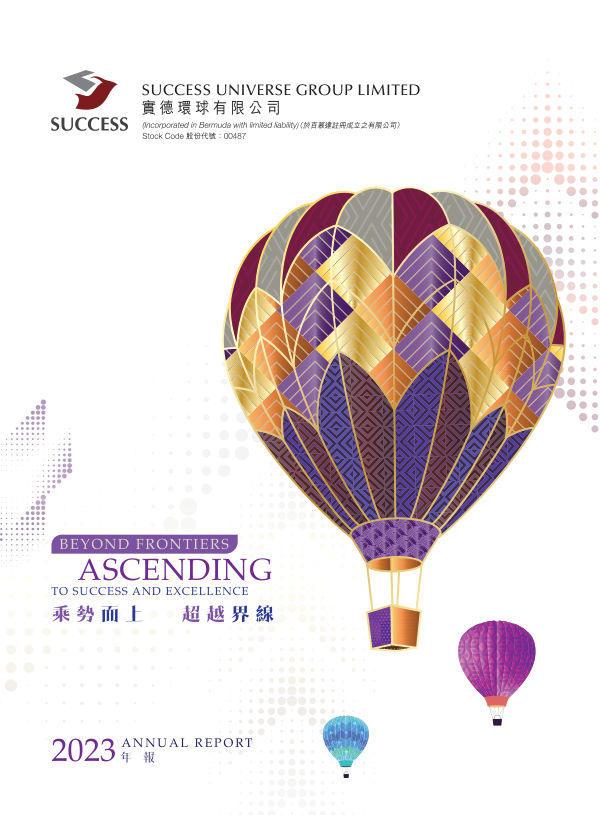 SUCCESS
SUCCESS UNIVERSE GROUP LIMITED
實德環球有限公司
(Incorporated in Bermuda with limited liability) (於百慕達註冊成立之有限公司)
Stock Code 股份代號：00487
BEYOND FRONTIERS
ASCENDING
TO SUCCESS AND EXCELLENCE
乘勢而上 超越界線
2023 ANNUAL REPORT
年 報